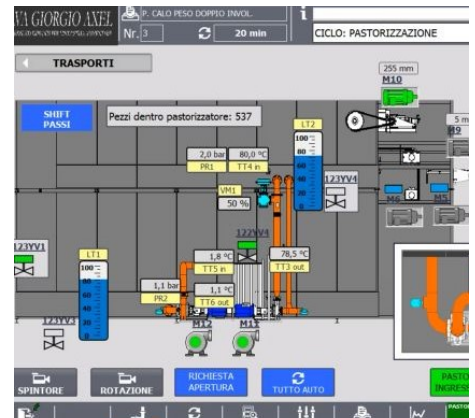 VA GIORGIO AXEL
P. CALO PESO DOPPIO INVOL.
Nr. 3
20 min
CICLO: PASTORIZZAZIONE
TRASPORTI
255 mm
M10
SHIFT
PASSI
Pezzi dentro pastorizzatore: 537
LT2
100
80
60
40
20
0
5 m
M9
2,0 bar
80,0 °C
PR1
TT4 in
123YV4
VM1
50 %
M6
M5
123YV1
122YV4
LT1
100
80
60
40
20
0
1,8 °C
78,5 °C
TT5 in
TT3 out
1,1 bar
1,1 °C
PR2
TT6 out
123YV3
M12
M11
SPINTORE
ROTAZIONE
RICHIESTA
APERTURA
TUTTO AUTO
PASTO
INGRESS